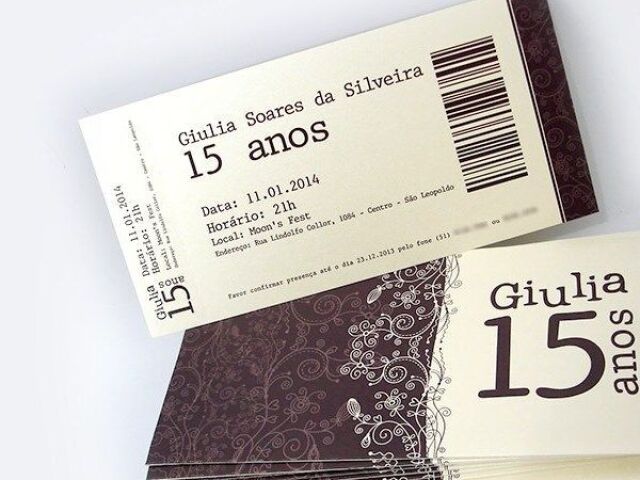 Giulia Soares da Silveira
15 anos
Data: 11.01.2014
Horário: 21h
Local: Moon's Fest
Endereço: Rua Lindolfo Collor, 1084 - Centro - São Leopoldo
Favor confirmar presença até o dia 23.12.2013 pelo fone (51) ou
Giulia
15 anos
Data: 11.01.2014
Horário: 21h
Local: Moon's Fest
Giulia
15 anos